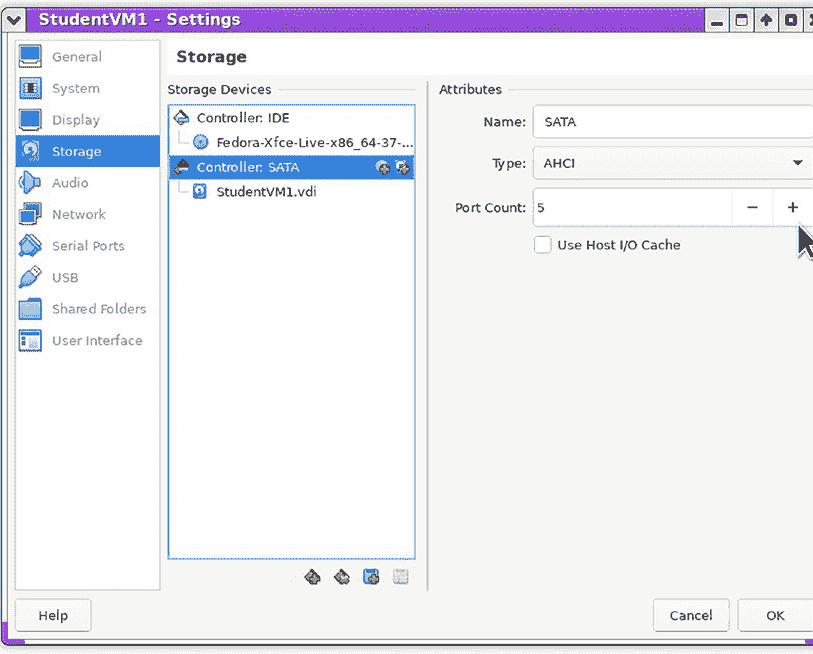 StudentVM1 - Settings
General
System
Display
Storage
Audio
Network
Serial Ports
USB
Shared Folders
User Interface
Storage
Storage Devices
Controller: IDE
Fedora-Xfce-Live-x86_64-37-...
Controller: SATA
StudentVM1.vdi
Attributes
Name: SATA
Type: AHCI
Port Count: 5
Use Host I/O Cache
Help
Cancel
OK